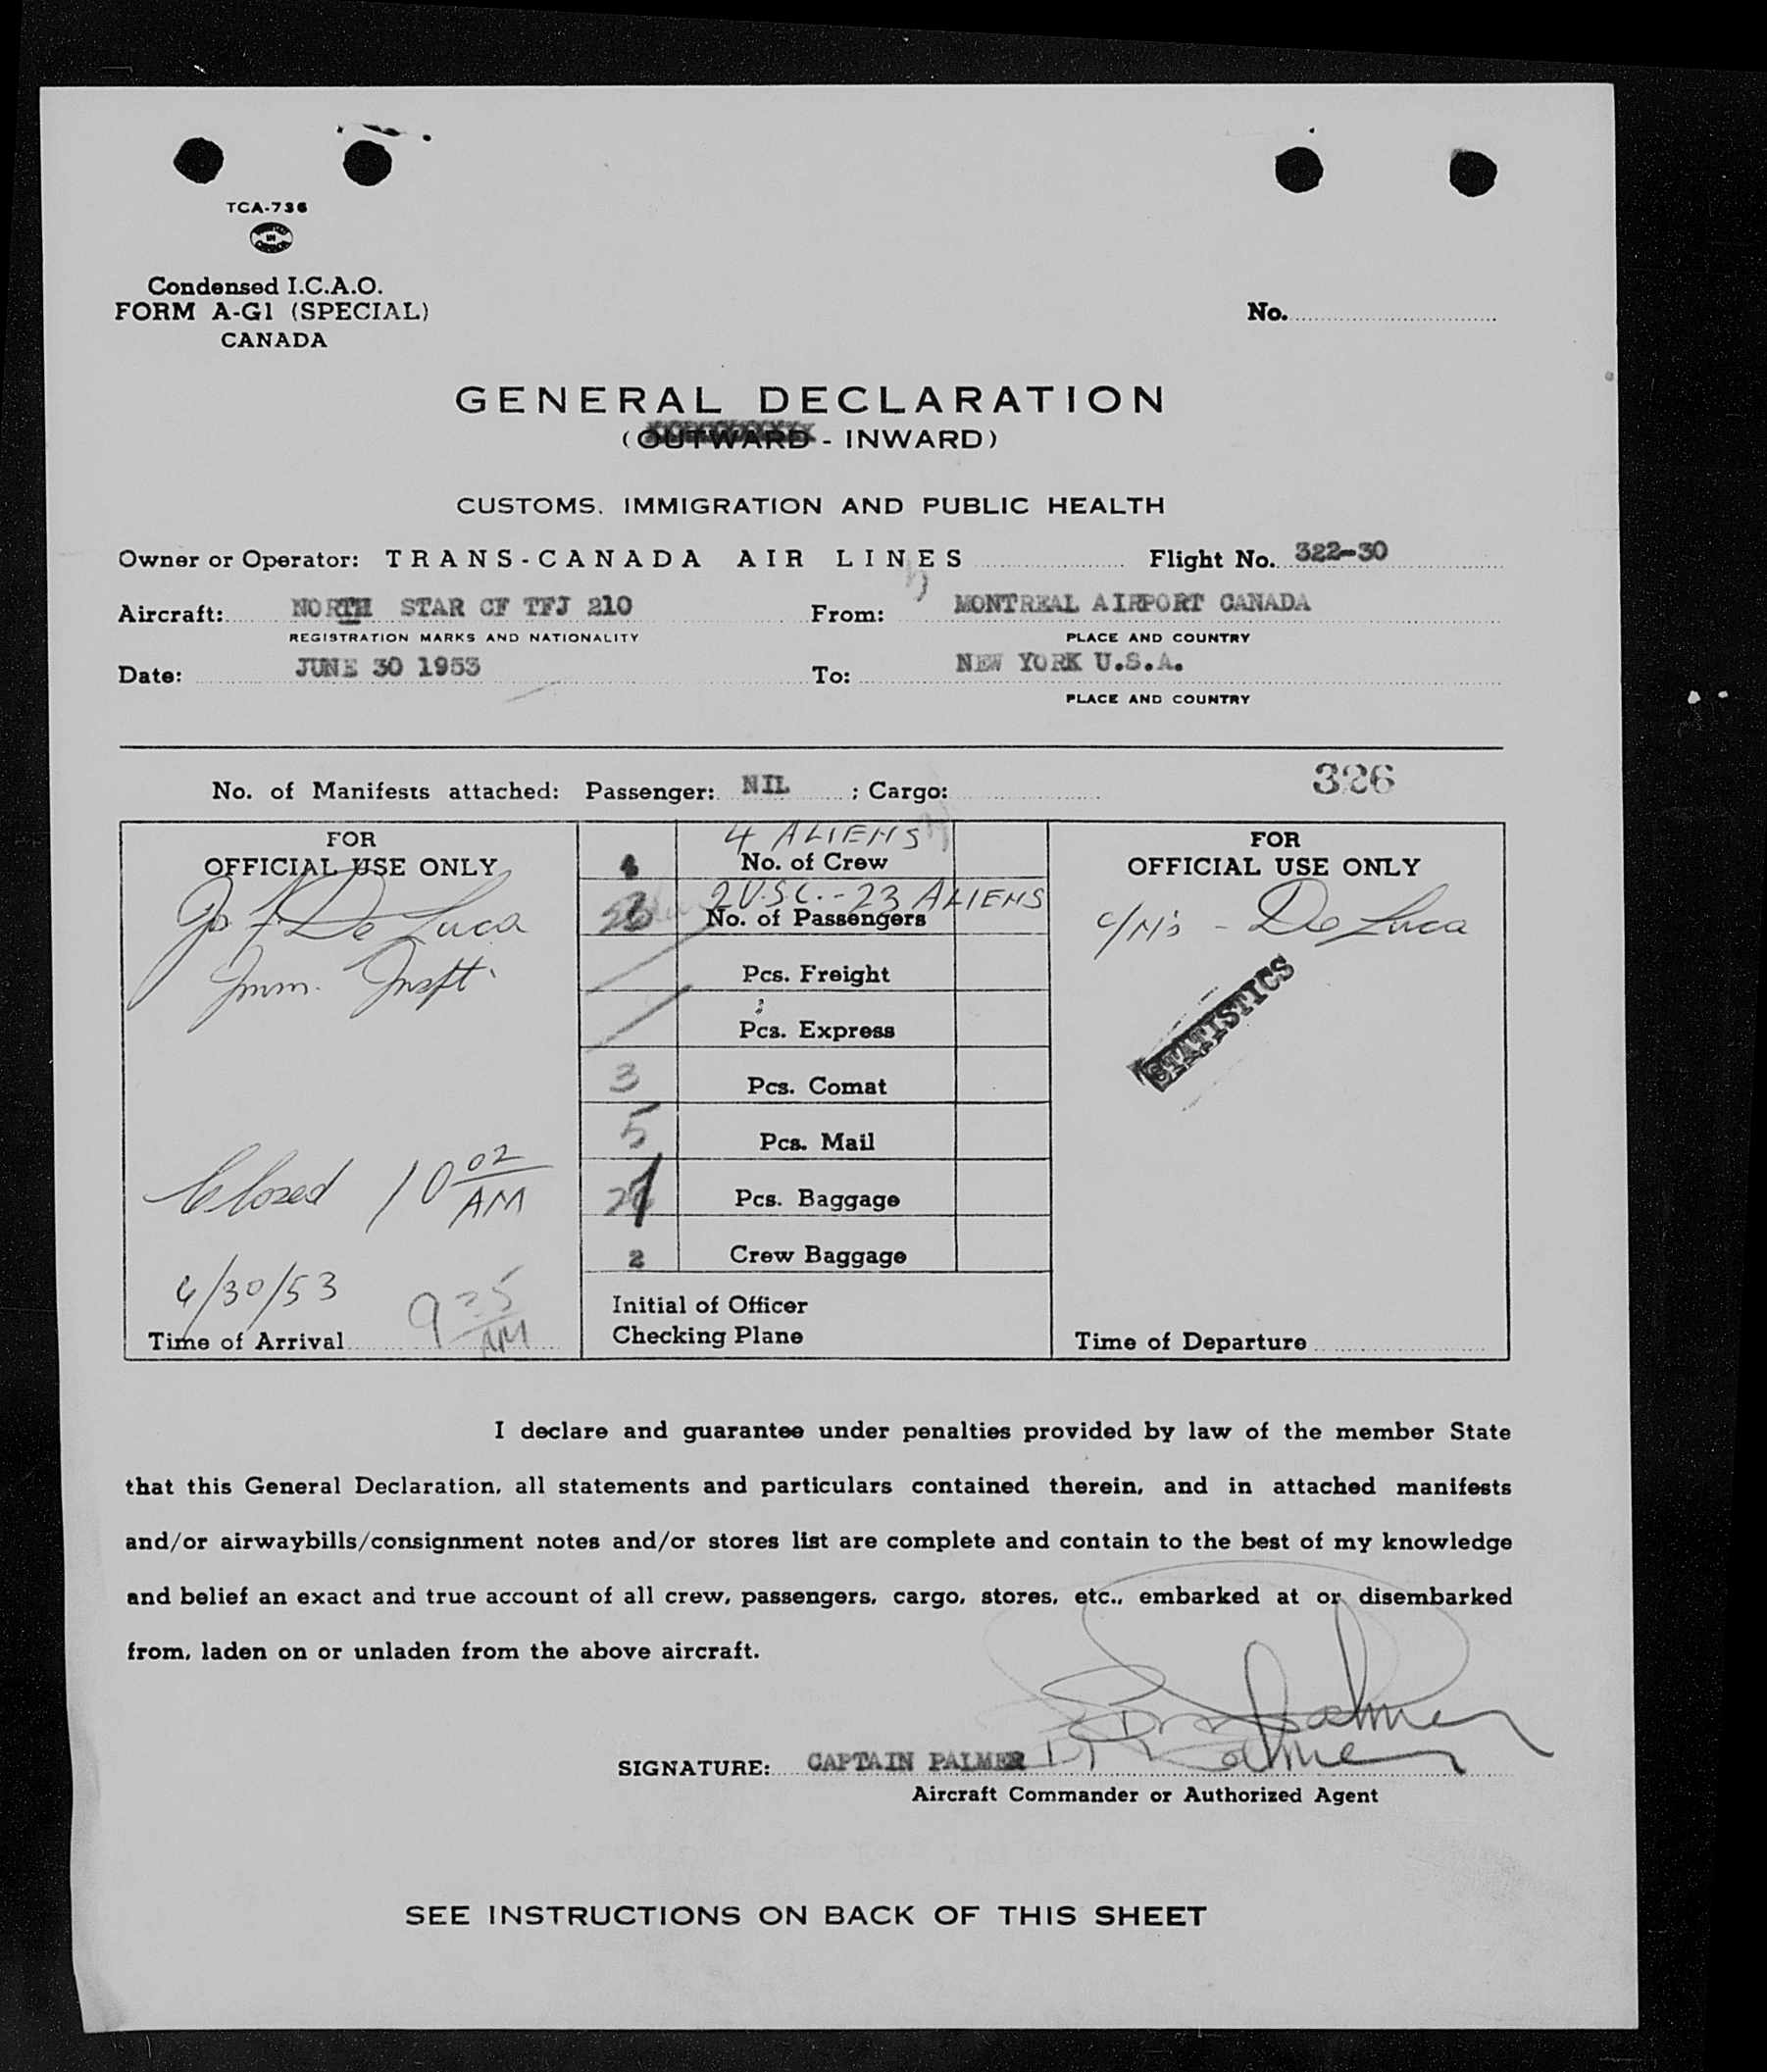 TCA-736
Condensed I.C.A.O.
FORM A-G1 (SPECIAL)
CANADA
No.
GENERAL DECLARATION
(OUTWARD - INWARD)
CUSTOMS, IMMIGRATION AND PUBLIC HEALTH
Owner or Operator: TRANS-CANADA AIR LINES Flight No. 322-30
Aircraft: NORTH STAR CF TFJ 210 From: MONTREAL AIRPORT CANADA
REGISTRATION MARKS AND NATIONALITY PLACE AND COUNTRY
Date: JUNE 30 1953 To: NEW YORK U.S.A.
PLACE AND COUNTRY
326
No. of Manifests attached: Passenger: NIL ; Cargo:
FOR
OFFICIAL USE ONLY
De Luca
Imm. Inspt.
Closed 10 02 AM
6/30/53
Time of Arrival 9 35 AM
4 ALIENS
4 No. of Crew
2 U.S.C. - 23 ALIENS
No. of Passengers
Pcs. Freight
Pcs. Express
3 Pcs. Comat
5 Pcs. Mail
Pcs. Baggage
2 Crew Baggage
Initial of Officer
Checking Plane
FOR
OFFICIAL USE ONLY
De Luca
STATISTICS
Time of Departure
I declare and guarantee under penalties provided by law of the member State
that this General Declaration, all statements and particulars contained therein, and in attached manifests
and/or airwaybills/consignment notes and/or stores list are complete and contain to the best of my knowledge
and belief an exact and true account of all crew, passengers, cargo, stores, etc., embarked at or disembarked
from, laden on or unladen from the above aircraft.
SIGNATURE: CAPTAIN PALMER Palmer
Palmer
Aircraft Commander or Authorized Agent
SEE INSTRUCTIONS ON BACK OF THIS SHEET